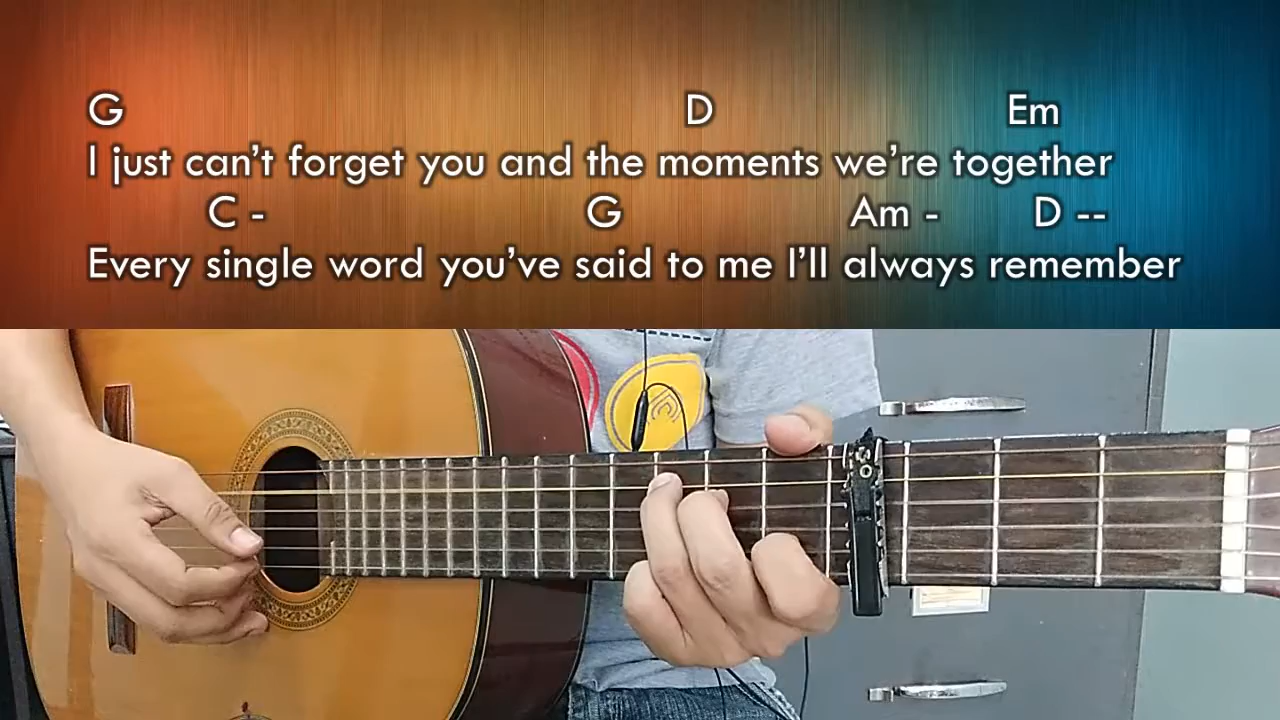 G D Em
I just can't forget you and the moments we're together
C - G Am - D --
Every single word you've said to me I'll always remember